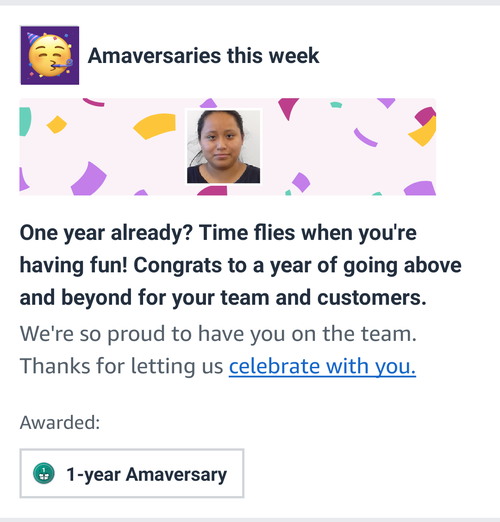 Amaversaries this week
One year already? Time flies when you're
having fun! Congrats to a year of going above
and beyond for your team and customers.
We're so proud to have you on the team.
Thanks for letting us celebrate with you.
Awarded:
1-year Amaversary